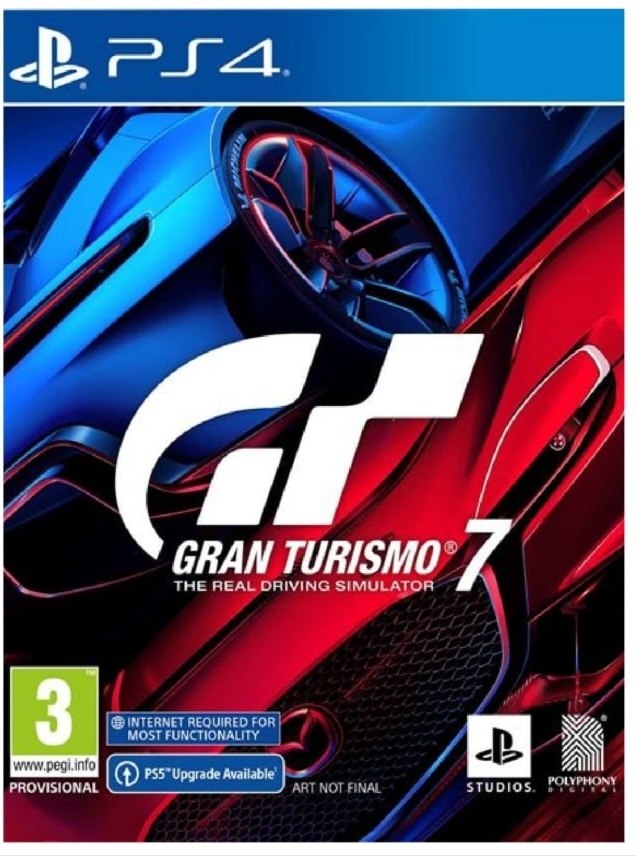 PS4
GRAN TURISMO® 7
THE REAL DRIVING SIMULATOR
3
www.pegi.info
PROVISIONAL
INTERNET REQUIRED FOR
MOST FUNCTIONALITY
PS5™ Upgrade Available¹
ART NOT FINAL
STUDIOS
POLYPHONY
DIGITAL